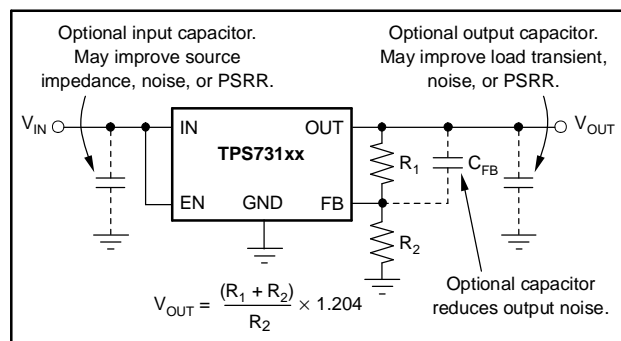 Optional input capacitor.
May improve source
impedance, noise, or PSRR.
Optional output capacitor.
May improve load transient,
noise, or PSRR.
V_IN
IN
OUT
V_OUT
TPS731xx
R_1
C_FB
EN
GND
FB
R_2
Optional capacitor
reduces output noise.
V_OUT = (R_1 + R_2) / R_2 × 1.204